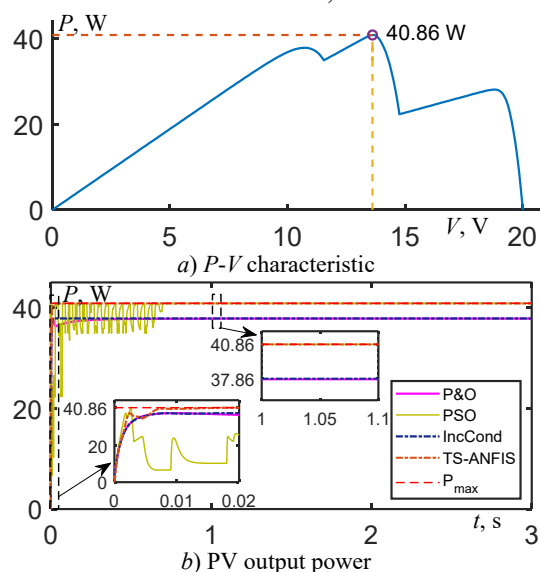 P, W
40.86 W
40
20
0
0
5
10
15
20
V, V
a) P-V characteristic
P, W
40
20
0
40.86
37.86
1
1.05
1.1
40.86
20
0
0
0.01
0.02
P&O
PSO
IncCond
TS-ANFIS
P_max
0
1
2
3
t, s
b) PV output power